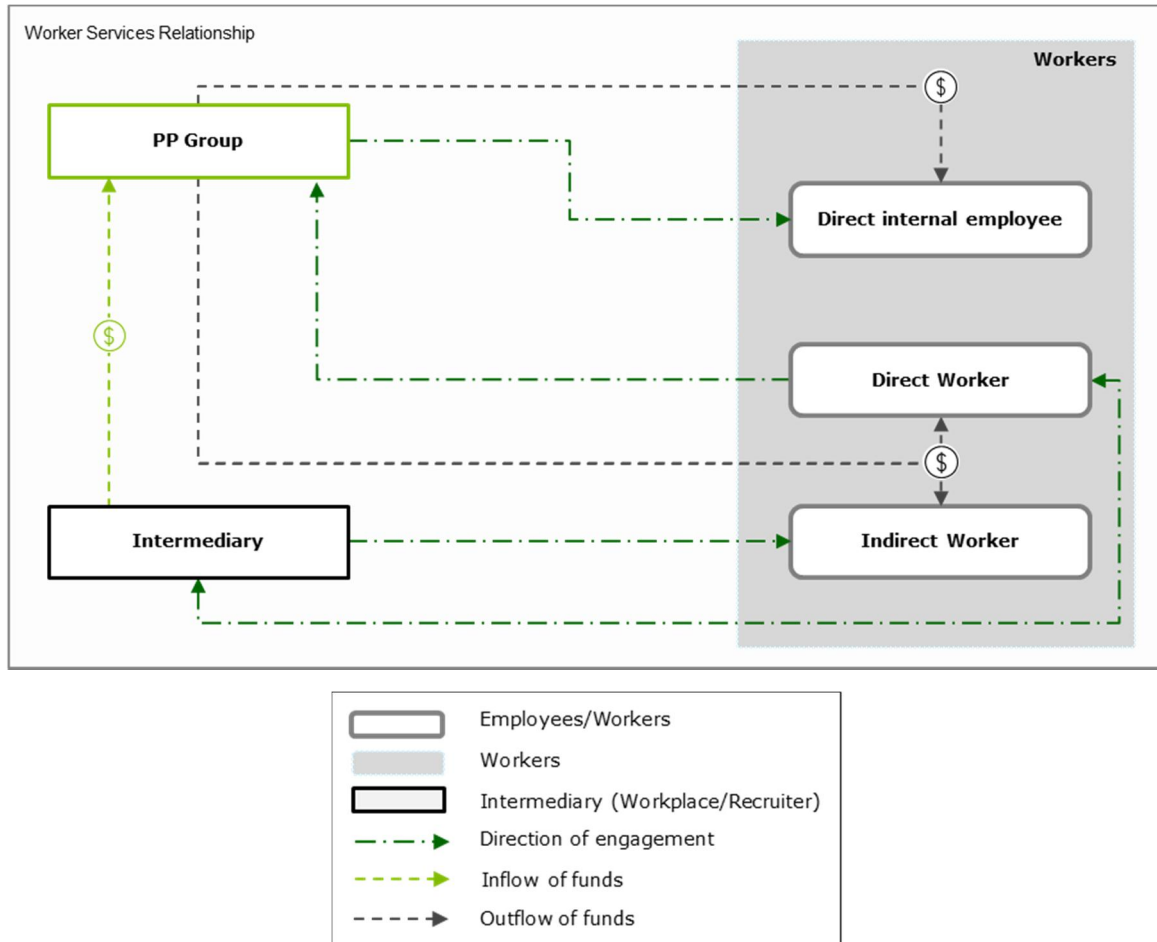 Worker Services Relationship
Workers
$
PP Group
Direct internal employee
$
Direct Worker
$
Intermediary
Indirect Worker
Employees/Workers
Workers
Intermediary (Workplace/Recruiter)
Direction of engagement
Inflow of funds
Outflow of funds